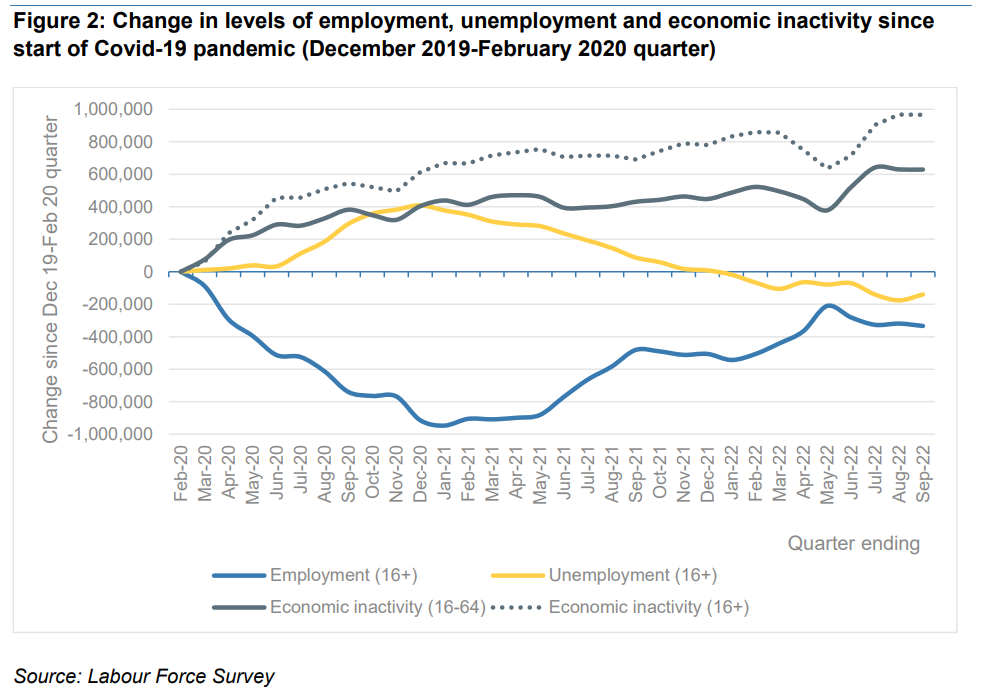 Figure 2: Change in levels of employment, unemployment and economic inactivity since
start of Covid-19 pandemic (December 2019-February 2020 quarter)
Change since Dec 19-Feb 20 quarter
1,000,000
800,000
600,000
400,000
200,000
0
-200,000
-400,000
-600,000
-800,000
-1,000,000
Feb-20
Mar-20
Apr-20
May-20
Jun-20
Jul-20
Aug-20
Sep-20
Oct-20
Nov-20
Dec-20
Jan-21
Feb-21
Mar-21
Apr-21
May-21
Jun-21
Jul-21
Aug-21
Sep-21
Oct-21
Nov-21
Dec-21
Jan-22
Feb-22
Mar-22
Apr-22
May-22
Jun-22
Jul-22
Aug-22
Sep-22
Quarter ending
Employment (16+)
Unemployment (16+)
Economic inactivity (16-64)
Economic inactivity (16+)
Source: Labour Force Survey